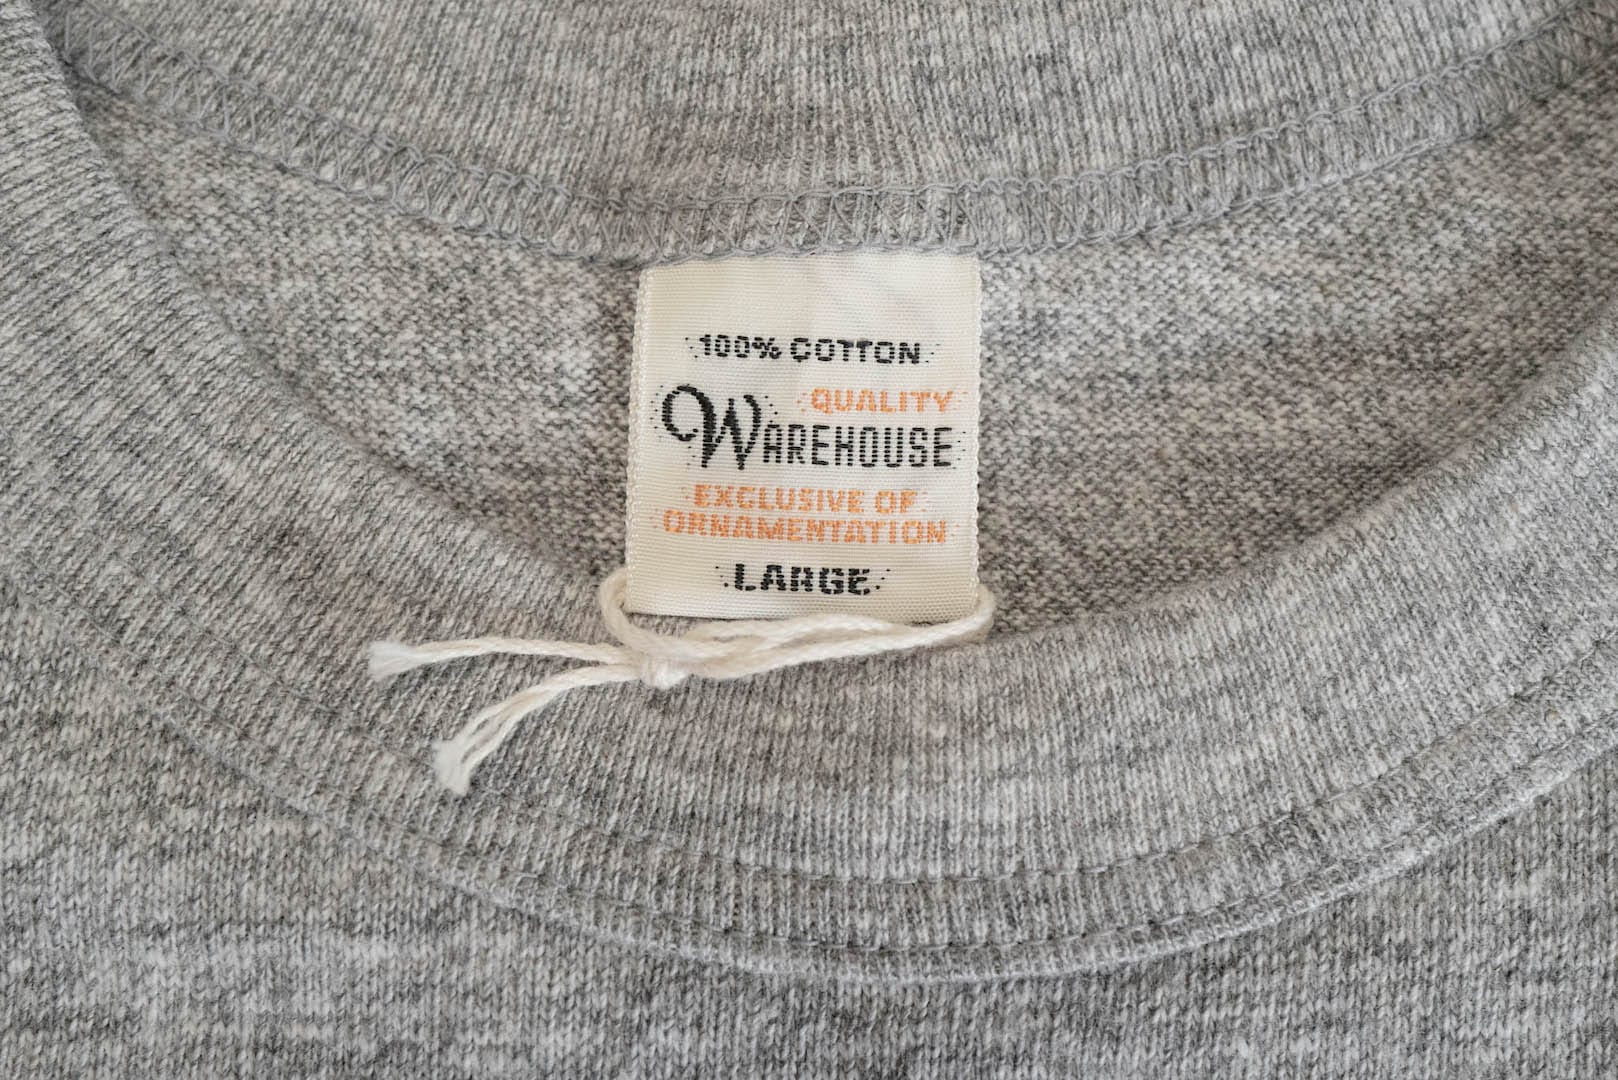 100% COTTON
QUALITY
WAREHOUSE
EXCLUSIVE OF
ORNAMENTATION
LARGE